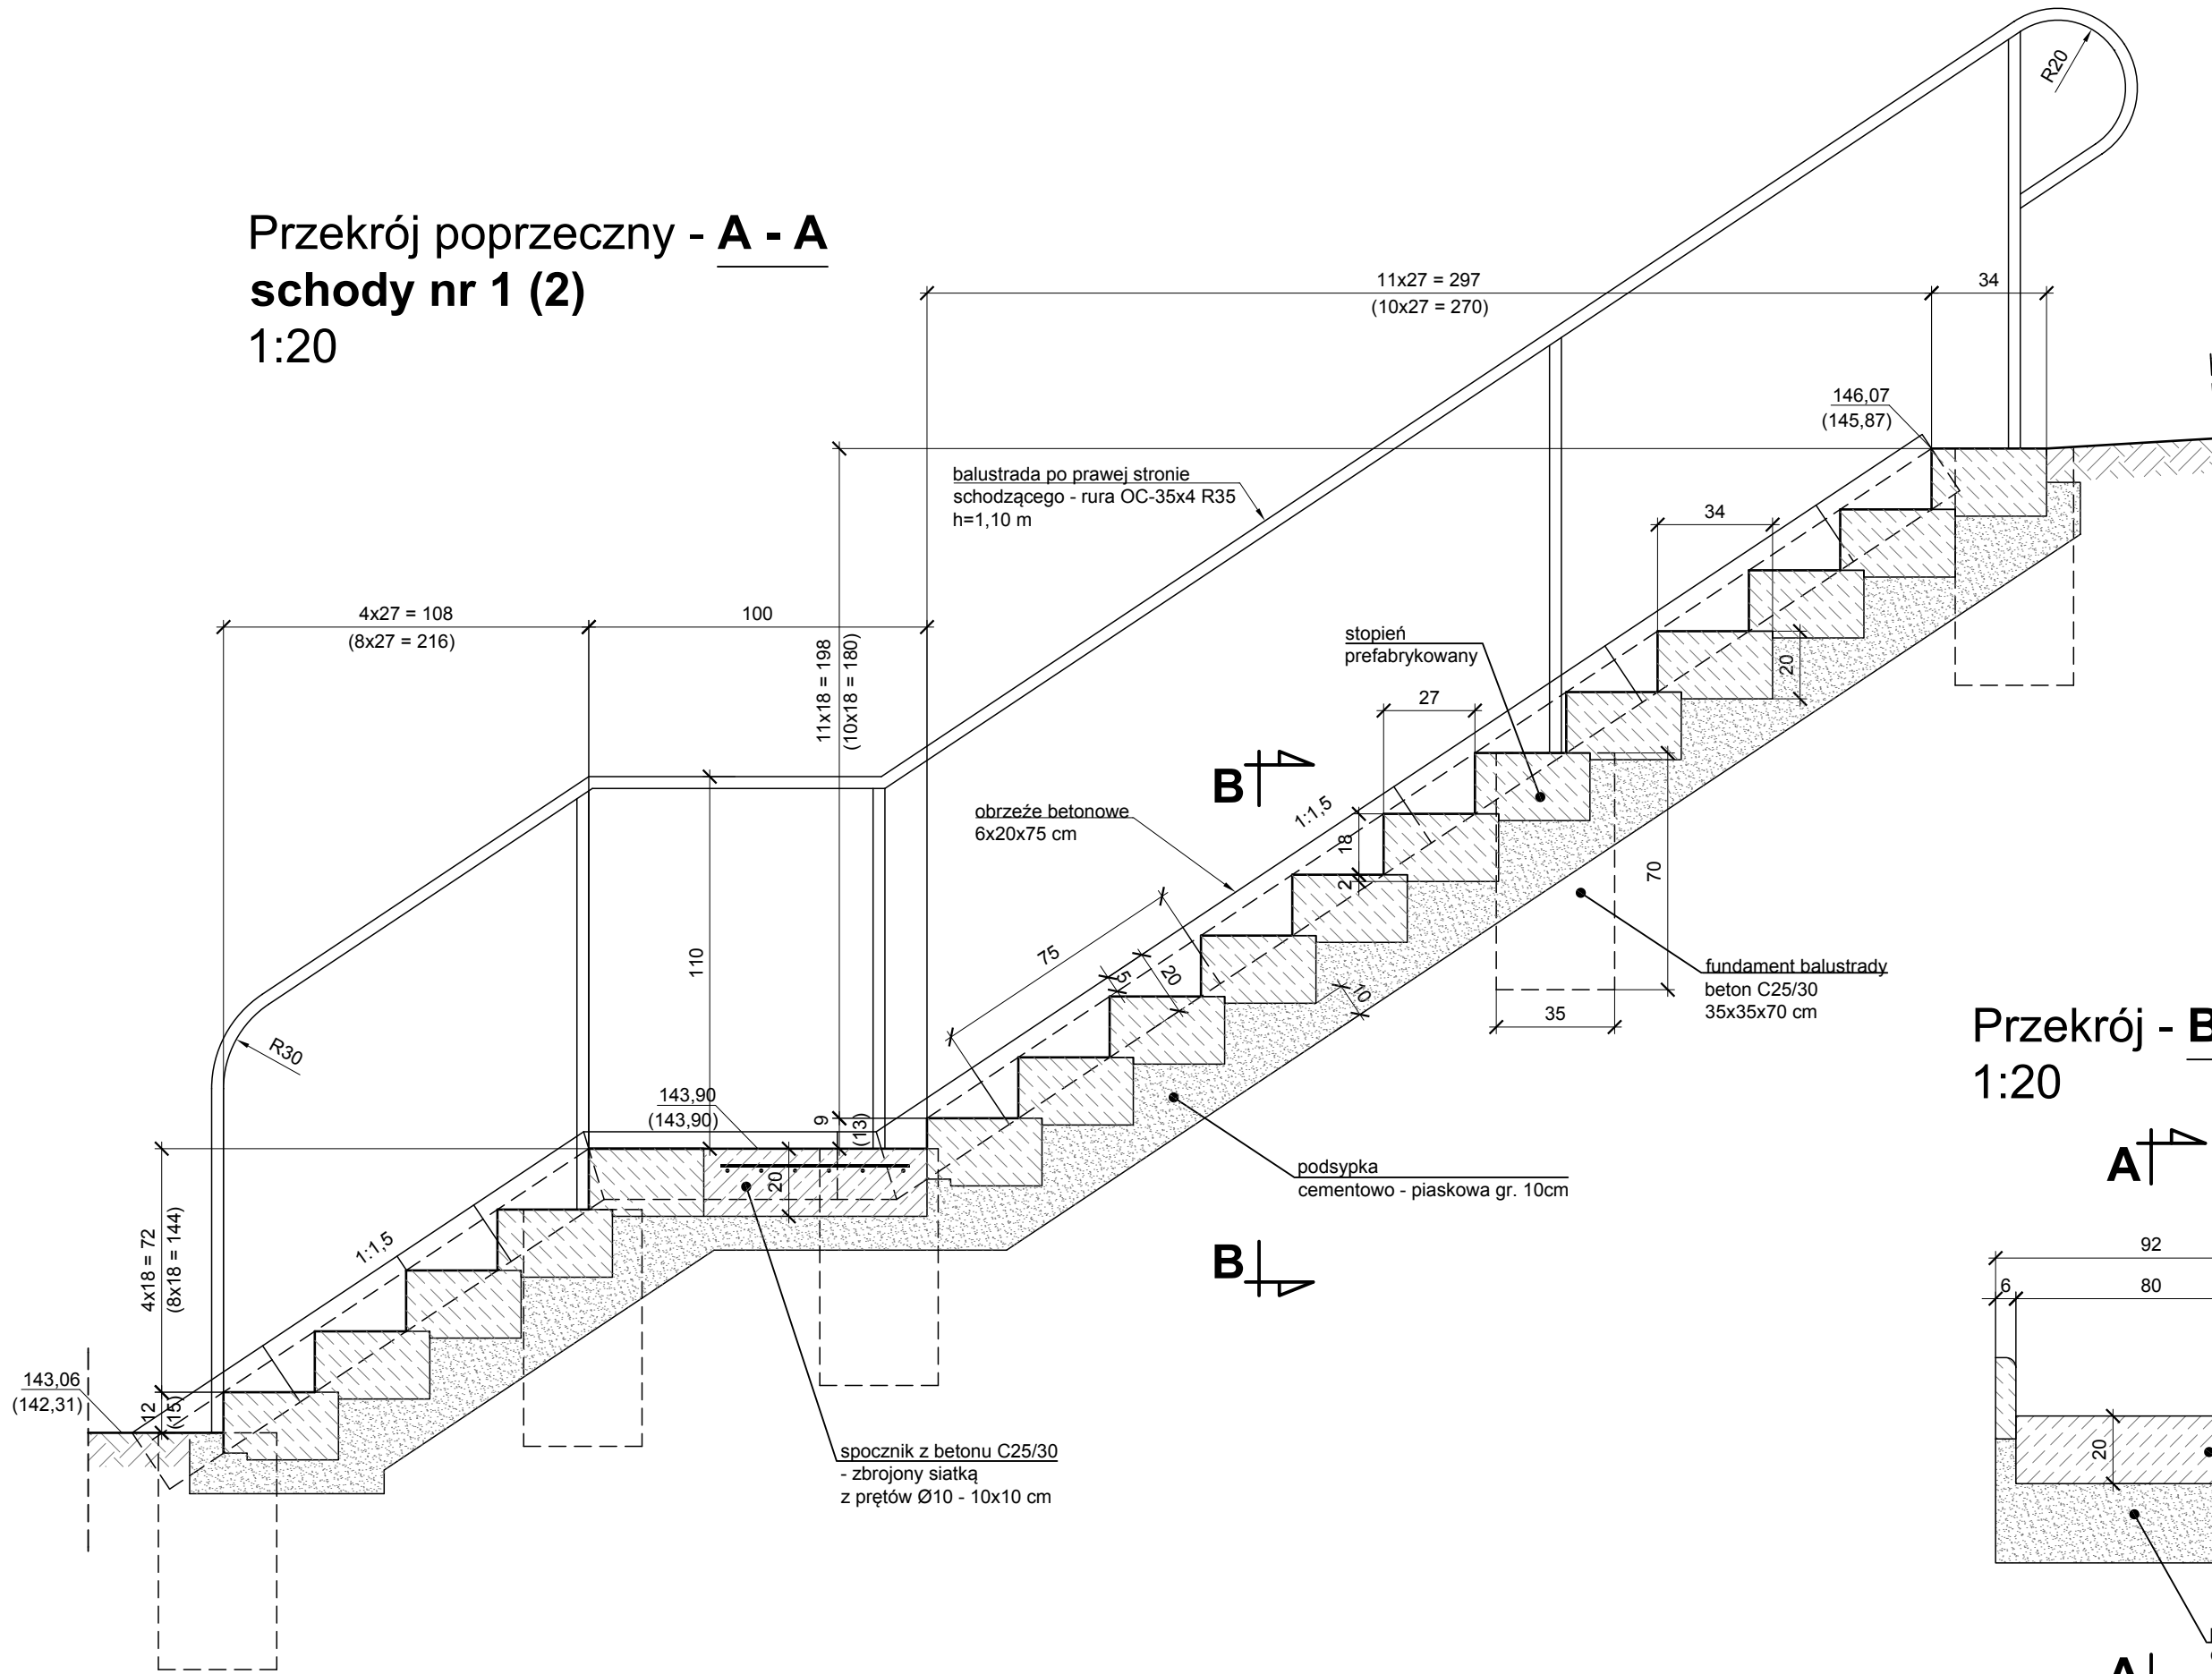 Przekrój poprzeczny - A - A
schody nr 1 (2)
1:20
R20
11x27 = 297
(10x27 = 270)
34
146,07
(145,87)
balustrada po prawej stronie
schodzącego - rura OC-35x4 R35
h=1,10 m
34
4x27 = 108
(8x27 = 216)
100
11x18 = 198
(10x18 = 180)
stopień
prefabrykowany
20
27
B
obrzeże betonowe
6x20x75 cm
1:1,5
18
2
70
110
75
5
20
10
fundament balustrady
beton C25/30
35x35x70 cm
35
R30
Przekrój - B
1:20
143,90
(143,90)
9
(13)
A
podsypka
cementowo - piaskowa gr. 10cm
20
4x18 = 72
(8x18 = 144)
1:1,5
B
92
6
80
143,06
(142,31)
12
(15)
spocznik z betonu C25/30
- zbrojony siatką
z prętów Ø10 - 10x10 cm
20
A